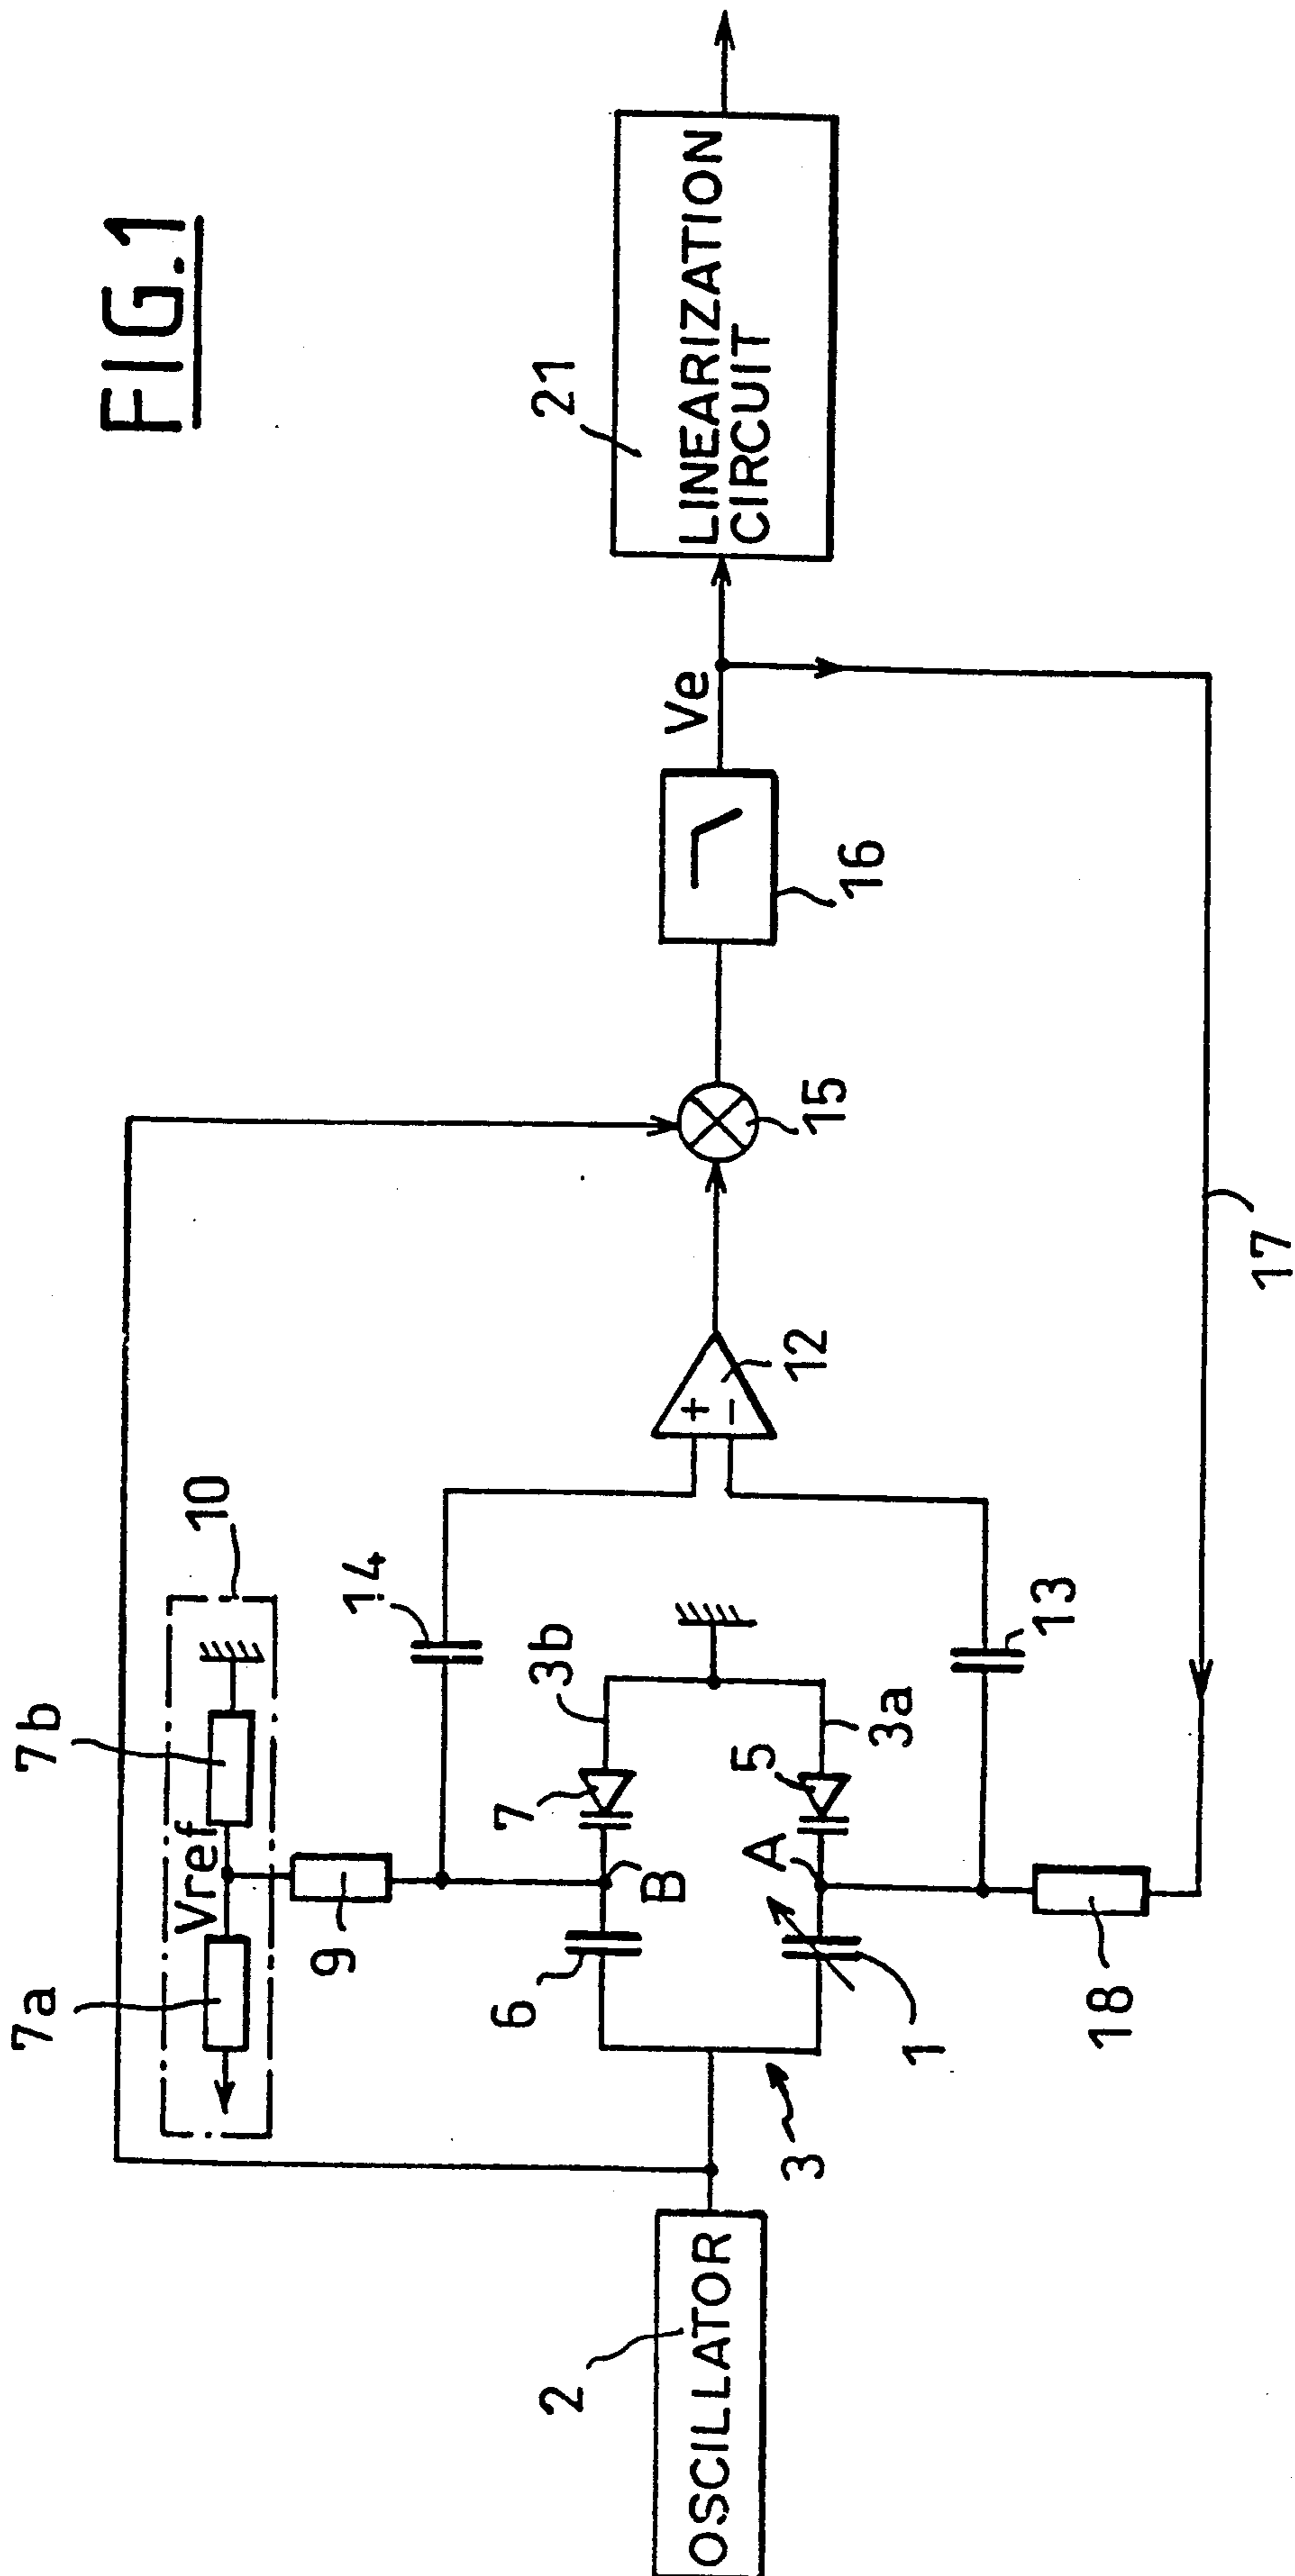 FIG.1
7a
7b
10
Vref
9
14
6
7
3b
B
A
5
3a
1
3
13
18
2
OSCILLATOR
12
+
−
15
16
Ve
17
21
LINEARIZATION
CIRCUIT